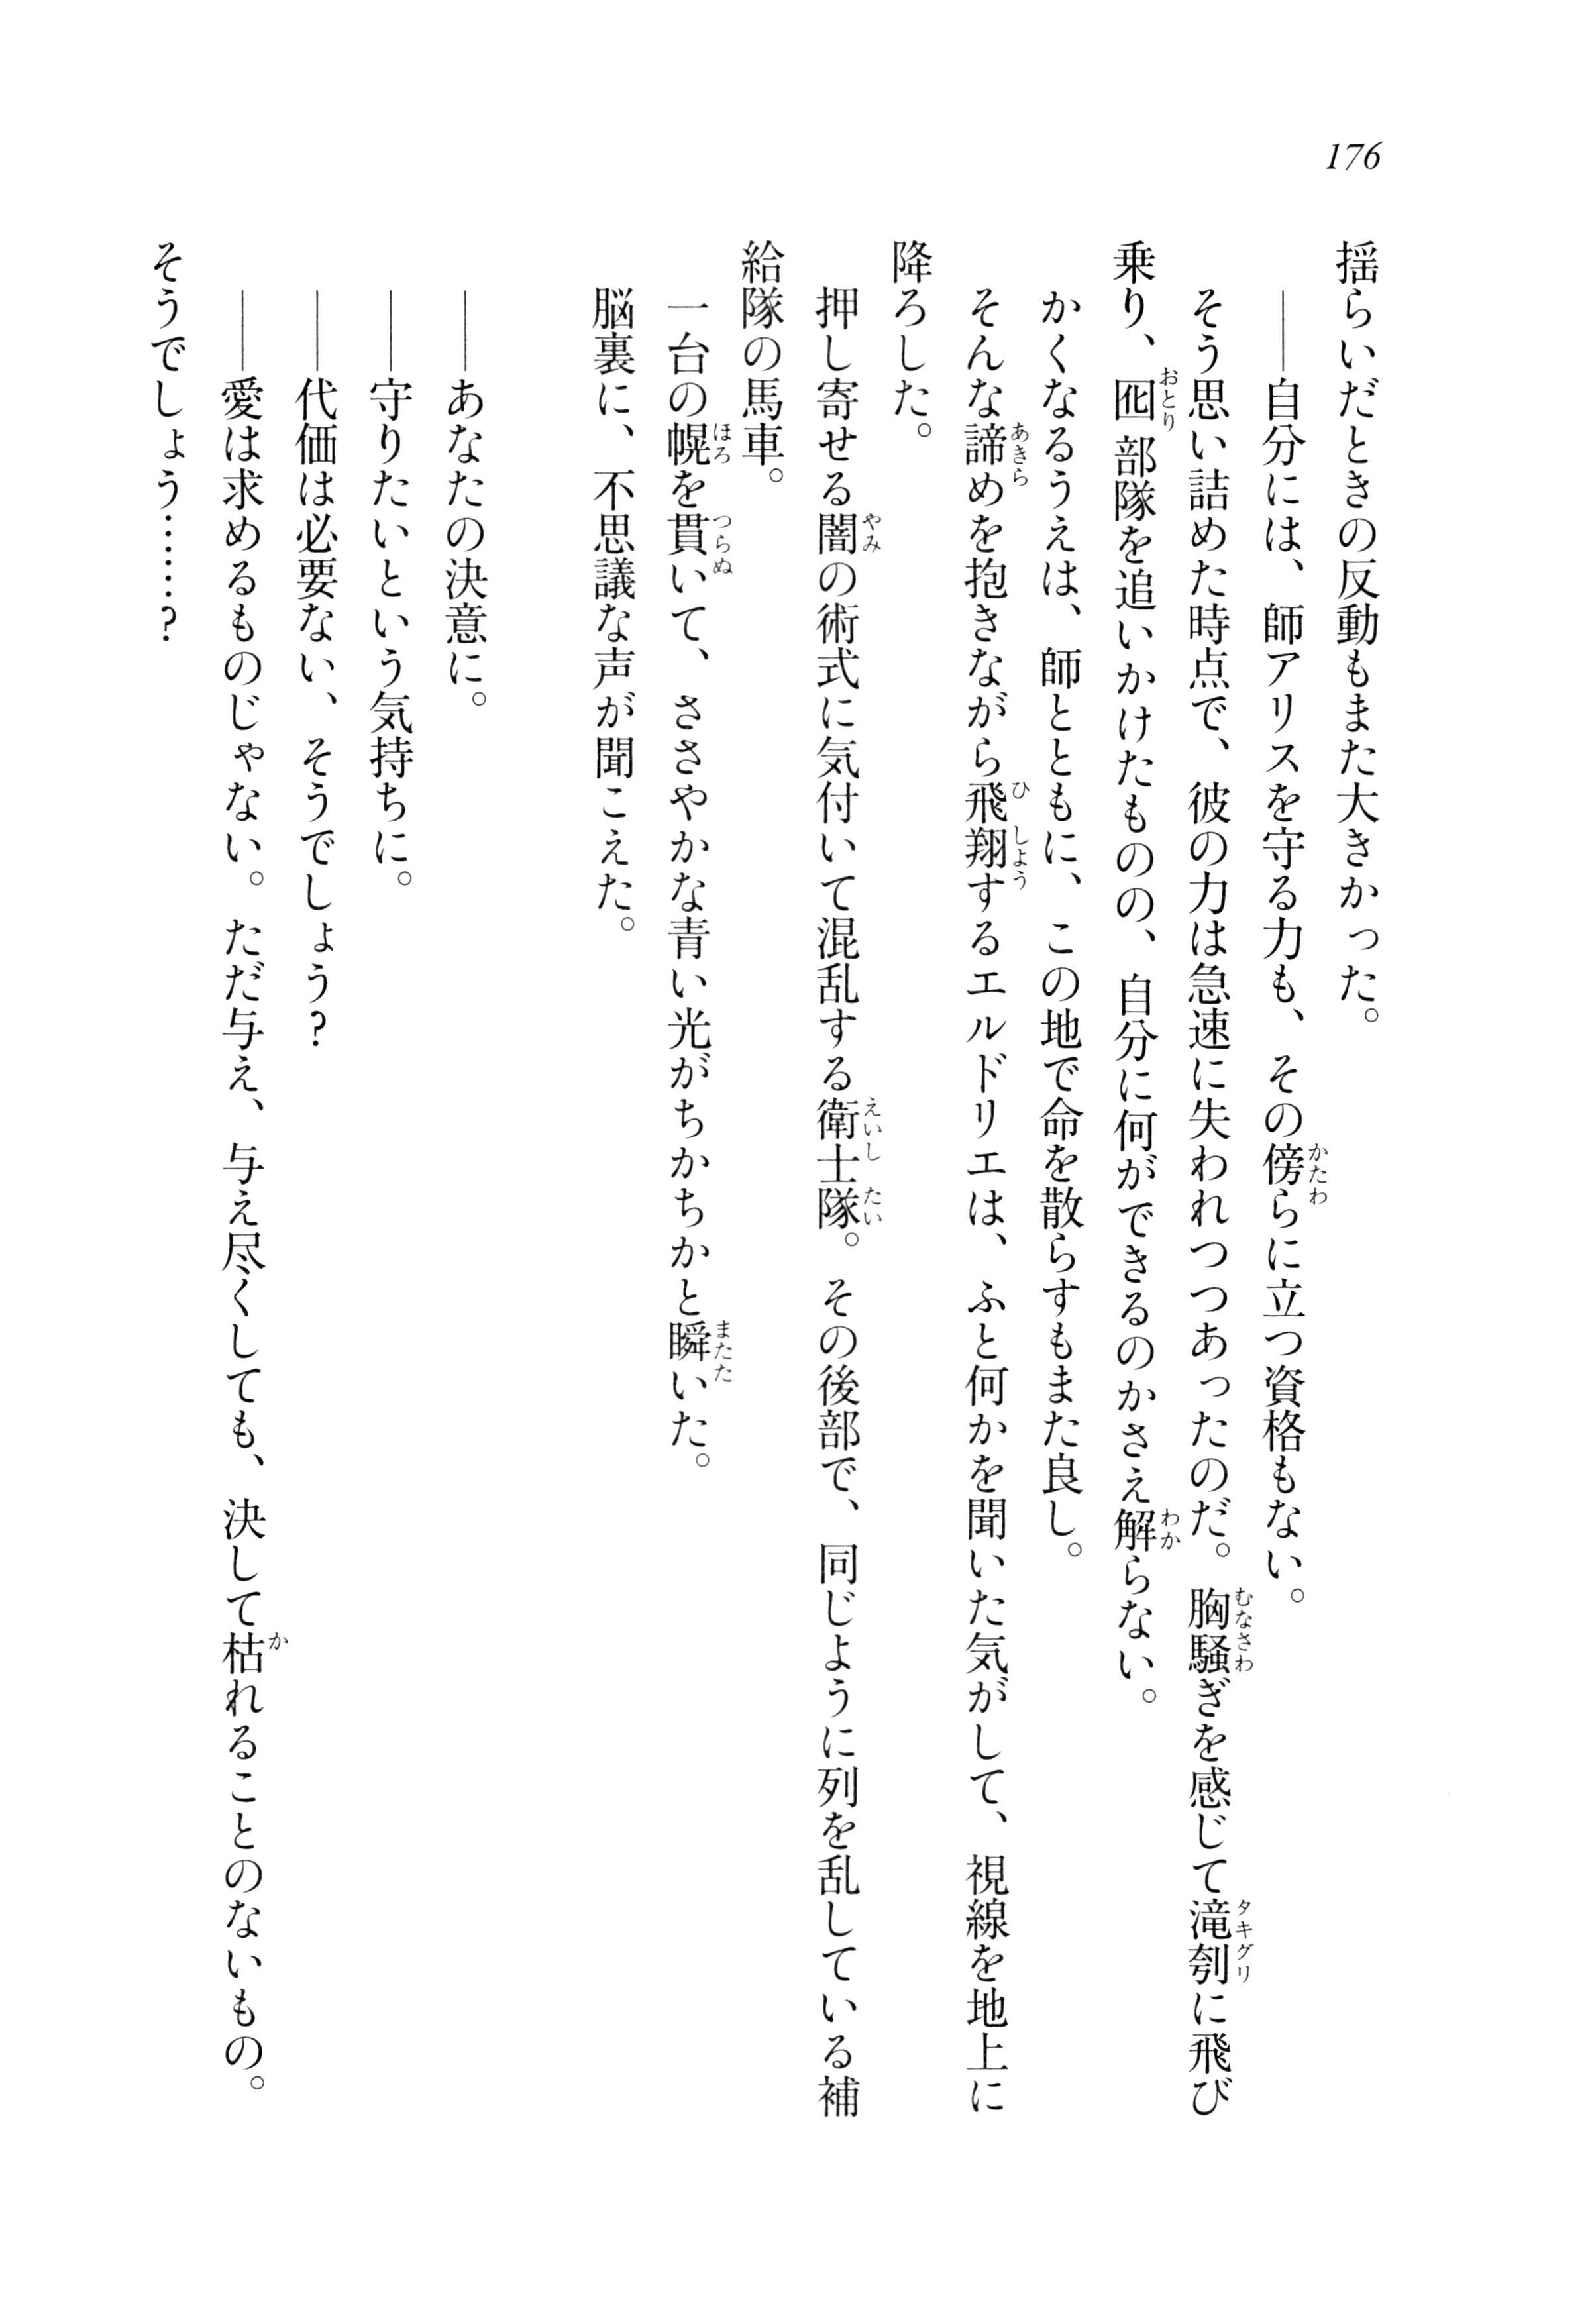 176
揺らいだときの反動もまた大きかった。
――自分には、師アリスを守る力も、その傍らに立つ資格もない。
そう思い詰めた時点で、彼の力は急速に失われつつあったのだ。胸騒ぎを感じて滝刳に飛び
乗り、囮部隊を追いかけたものの、自分に何ができるのかさえ解らない。
かくなるうえは、師とともに、この地で命を散らすもまた良し。
そんな諦めを抱きながら飛翔するエルドリエは、ふと何かを聞いた気がして、視線を地上に
降ろした。
押し寄せる闇の術式に気付いて混乱する衛士隊。その後部で、同じように列を乱している補
給隊の馬車。
一台の幌を貫いて、ささやかな青い光がちかちかと瞬いた。
脳裏に、不思議な声が聞こえた。
――あなたの決意に。
――守りたいという気持ちに。
――代価は必要ない、そうでしょう?
――愛は求めるものじゃない。ただ与え、与え尽くしても、決して枯れることのないもの。
そうでしょう……?